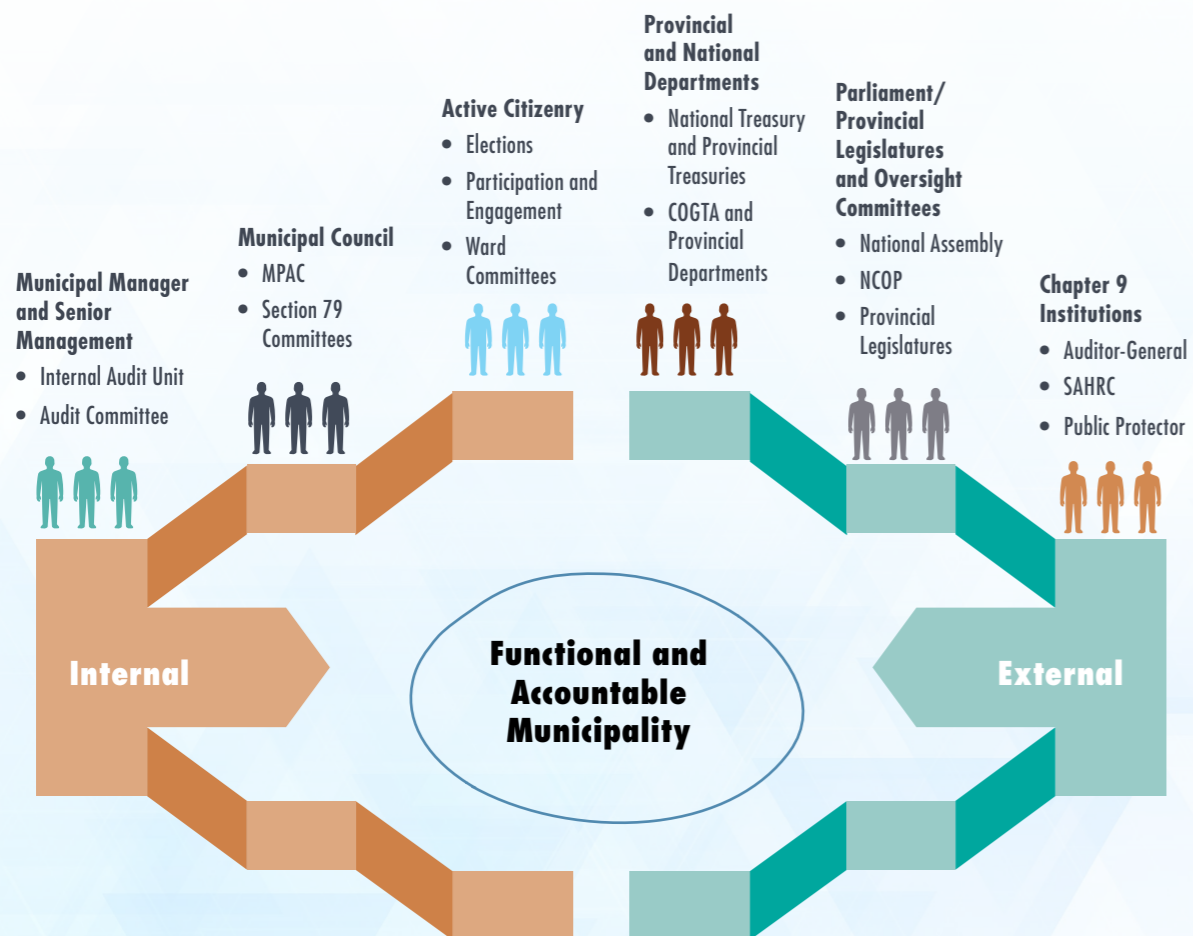 Municipal Manager
and Senior
Management
• Internal Audit Unit
• Audit Committee
Municipal Council
• MPAC
• Section 79
Committees
Active Citizenry
• Elections
• Participation and
Engagement
• Ward
Committees
Provincial
and National
Departments
• National Treasury
and Provincial
Treasuries
• COGTA and
Provincial
Departments
Parliament/
Provincial
Legislatures
and Oversight
Committees
• National Assembly
• NCOP
• Provincial
Legislatures
Chapter 9
Institutions
• Auditor-General
• SAHRC
• Public Protector
Internal
Functional and
Accountable
Municipality
External